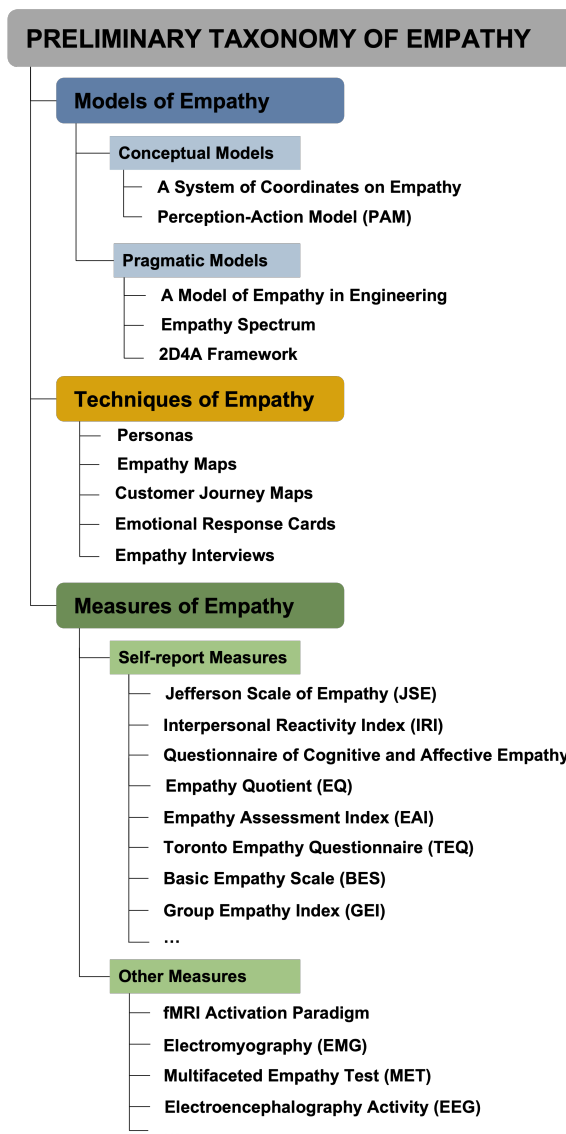 PRELIMINARY TAXONOMY OF EMPATHY
Models of Empathy
Conceptual Models
A System of Coordinates on Empathy
Perception-Action Model (PAM)
Pragmatic Models
A Model of Empathy in Engineering
Empathy Spectrum
2D4A Framework
Techniques of Empathy
Personas
Empathy Maps
Customer Journey Maps
Emotional Response Cards
Empathy Interviews
Measures of Empathy
Self-report Measures
Jefferson Scale of Empathy (JSE)
Interpersonal Reactivity Index (IRI)
Questionnaire of Cognitive and Affective Empathy
Empathy Quotient (EQ)
Empathy Assessment Index (EAI)
Toronto Empathy Questionnaire (TEQ)
Basic Empathy Scale (BES)
Group Empathy Index (GEI)
...
Other Measures
fMRI Activation Paradigm
Electromyography (EMG)
Multifaceted Empathy Test (MET)
Electroencephalography Activity (EEG)